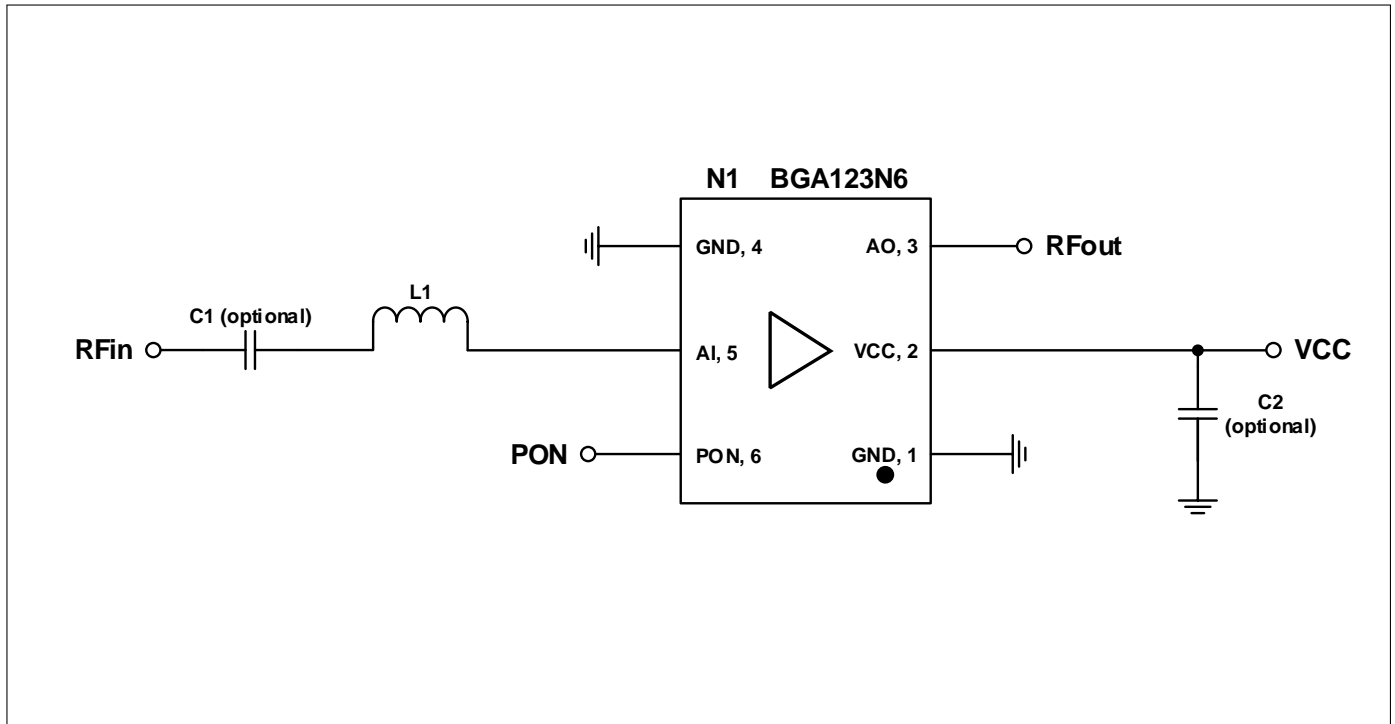 N1 BGA123N6
GND, 4
AO, 3
RFout
L1
C1 (optional)
RFin
AI, 5
VCC, 2
VCC
C2
(optional)
PON
PON, 6
GND, 1